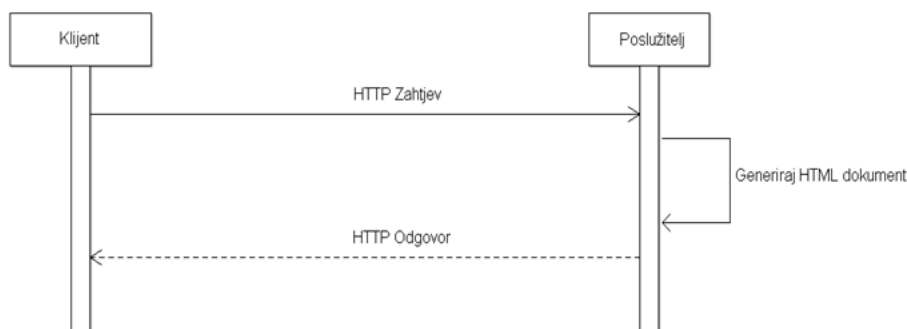 Klijent
Poslužitelj
HTTP Zahtjev
Generiraj HTML dokument
HTTP Odgovor